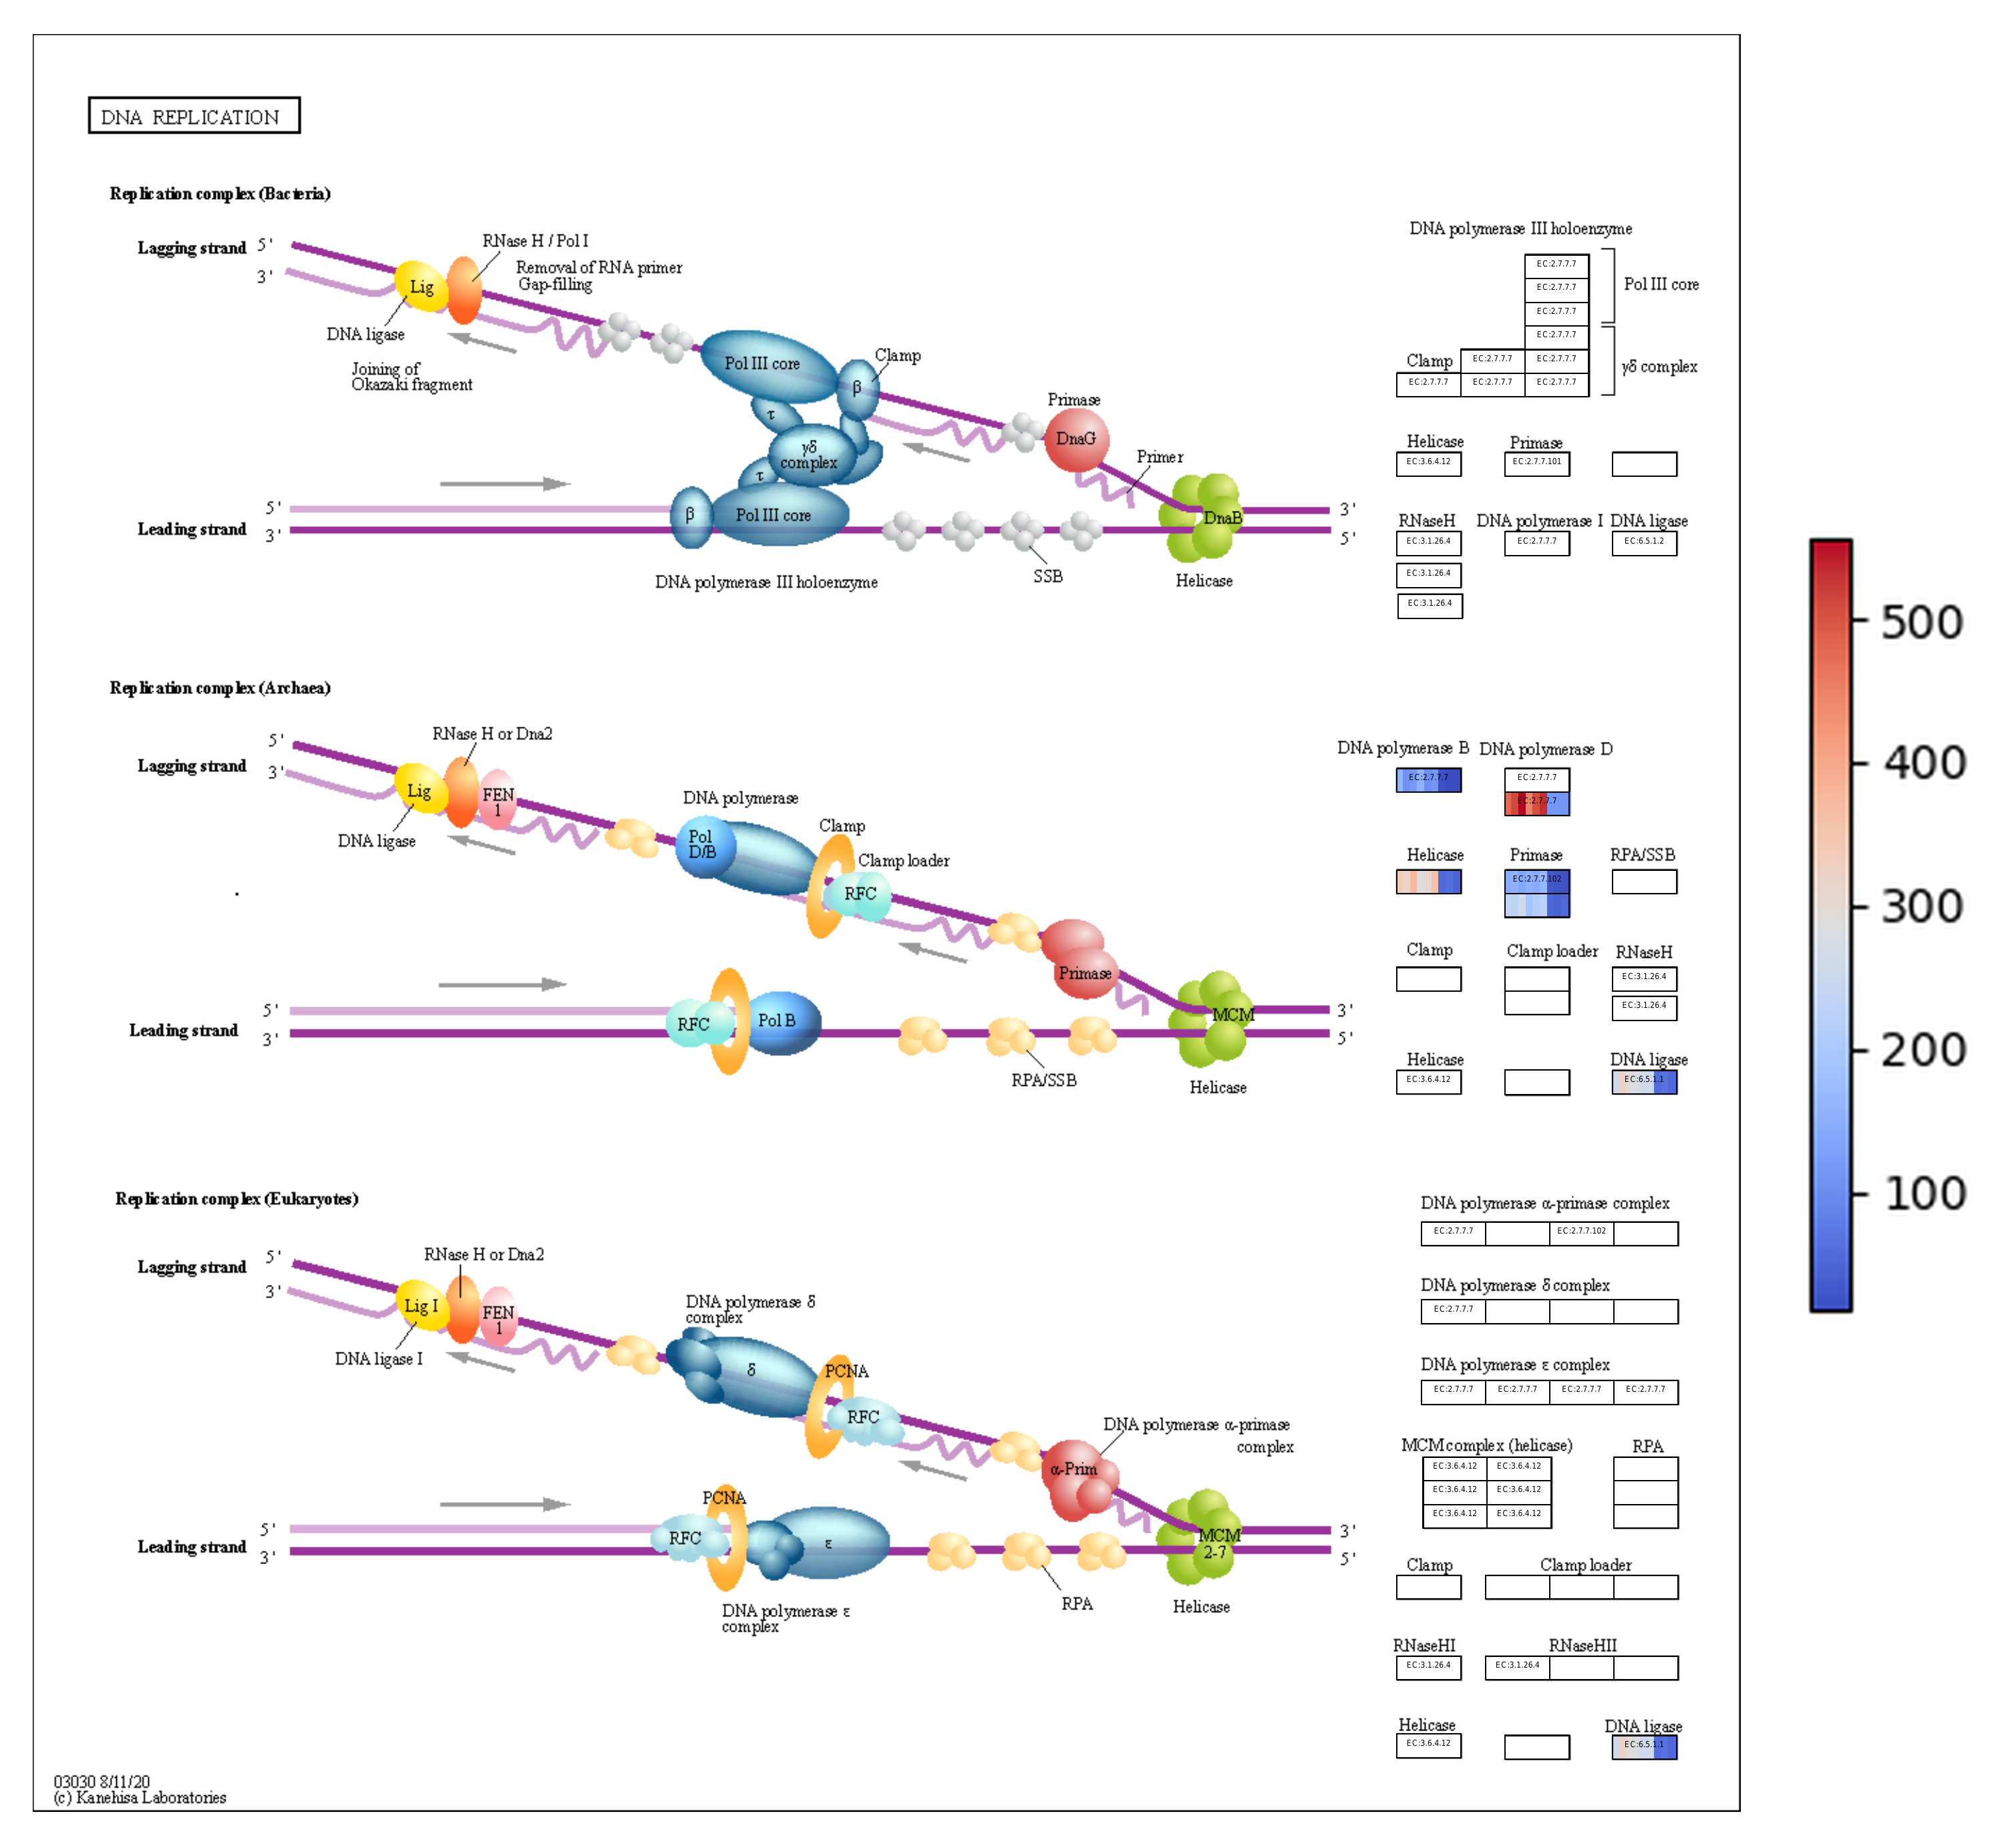 DNA REPLICATION
Replication complex (Bacteria)
Lagging strand 5' 3'
RNase H / Pol I
Removal of RNA primer
Gap-filling
Lig
DNA ligase
Joining of
Okazaki fragment
Pol III core
Clamp
β
τ
γδ
complex
τ
Primase
DnaG
Primer
5'
Leading strand 3'
β
Pol III core
DnaB
3'
5'
DNA polymerase III holoenzyme
SSB
Helicase
DNA polymerase III holoenzyme
EC:2.7.7.7
EC:2.7.7.7
EC:2.7.7.7
Pol III core
EC:2.7.7.7
Clamp EC:2.7.7.7 EC:2.7.7.7
EC:2.7.7.7 EC:2.7.7.7 EC:2.7.7.7
γδ complex
Helicase Primase
EC:3.6.4.12 EC:2.7.7.101
RNaseH DNA polymerase I DNA ligase
EC:3.1.26.4 EC:2.7.7.7 EC:6.5.1.2
EC:3.1.26.4
EC:3.1.26.4
Replication complex (Archaea)
Lagging strand 5' 3'
RNase H or Dna2
Lig
FEN
1
DNA ligase
DNA polymerase
Pol
D/B
Clamp
Clamp loader
RFC
Primase
5'
Leading strand 3'
RFC
Pol B
MCM
3'
5'
RPA/SSB
Helicase
DNA polymerase B DNA polymerase D
EC:2.7.7.7 EC:2.7.7.7
EC:2.7.7.7
Helicase Primase RPA/SSB
EC:2.7.7.102
Clamp Clamp loader RNaseH
EC:3.1.26.4
EC:3.1.26.4
Helicase DNA ligase
EC:3.6.4.12 EC:6.5.1.1
Replication complex (Eukaryotes)
Lagging strand 5' 3'
RNase H or Dna2
Lig I
FEN
1
DNA ligase I
DNA polymerase δ
complex
δ
PCNA
RFC
DNA polymerase α-primase
complex
α-Prim
PCNA
5'
Leading strand 3'
RFC
ε
MCM
2-7
3'
5'
DNA polymerase ε
complex
RPA
Helicase
DNA polymerase α-primase complex
EC:2.7.7.7 EC:2.7.7.102
DNA polymerase δ complex
EC:2.7.7.7
DNA polymerase ε complex
EC:2.7.7.7 EC:2.7.7.7 EC:2.7.7.7 EC:2.7.7.7
MCM complex (helicase) RPA
EC:3.6.4.12 EC:3.6.4.12
EC:3.6.4.12 EC:3.6.4.12
EC:3.6.4.12 EC:3.6.4.12
Clamp Clamp loader
RNaseHI RNaseHII
EC:3.1.26.4 EC:3.1.26.4
Helicase DNA ligase
EC:3.6.4.12 EC:6.5.1.1
03030 8/11/20
(c) Kanehisa Laboratories
500
400
300
200
100